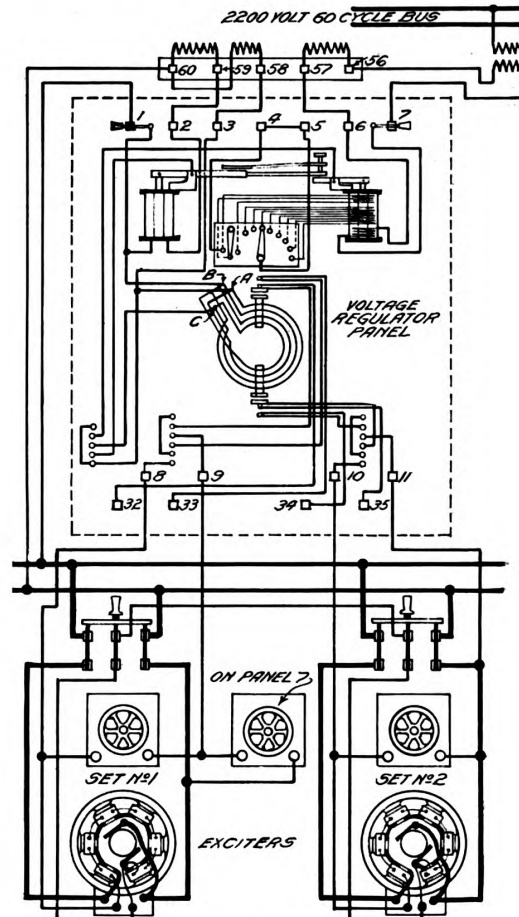 2200 VOLT 60 CYCLE BUS
60 59 58 57 56
1 2 3 4 5 6 7
B A
C
VOLTAGE
REGULATOR
PANEL
8 9 10 11
32 33 34 35
ON PANEL 7
SET Nº1 SET Nº2
EXCITERS